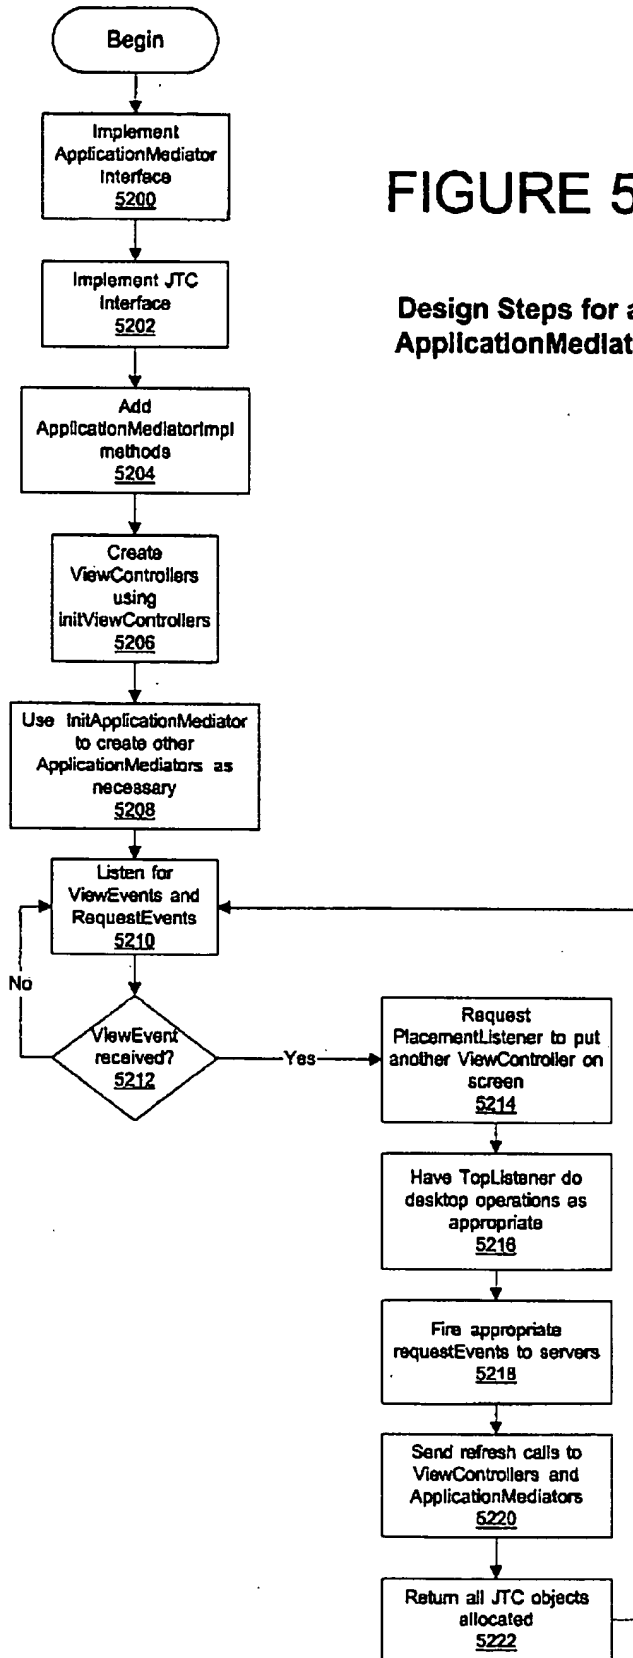 Begin
Implement
ApplicationMediator
Interface
5200
FIGURE 5
Design Steps for a
ApplicationMediat
Implement JTC
Interface
5202
Add
ApplicationMediatorImpl
methods
5204
Create
ViewControllers
using
initViewControllers
5206
Use InitApplicationMediator
to create other
ApplicationMediators as
necessary
5208
Listen for
ViewEvents and
RequestEvents
5210
No
ViewEvent
received?
5212
Yes
Request
PlacementListener to put
another ViewController on
screen
5214
Have TopListener do
desktop operations as
appropriate
5216
Fire appropriate
requestEvents to servers
5218
Send refresh calls to
ViewControllers and
ApplicationMediators
5220
Return all JTC objects
allocated
5222